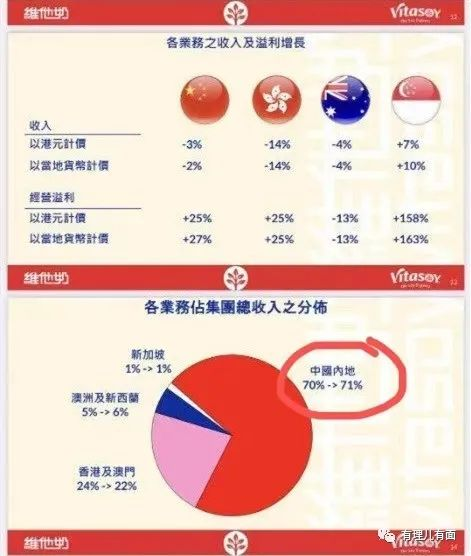 維他奶
VITASOY
12
各業務之收入及溢利增長
收入
以港元計價 -3% -14% -4% +7%
以當地貨幣計價 -2% -14% -4% +10%
經營溢利
以港元計價 +25% +25% -13% +158%
以當地貨幣計價 +27% +25% -13% +163%
維他奶
VITASOY
13
各業務佔集團總收入之分佈
新加坡
1% -> 1%
中國內地
70% -> 71%
澳洲及新西蘭
5% -> 6%
香港及澳門
24% -> 22%
有理儿有面
維他奶
VITASOY
14